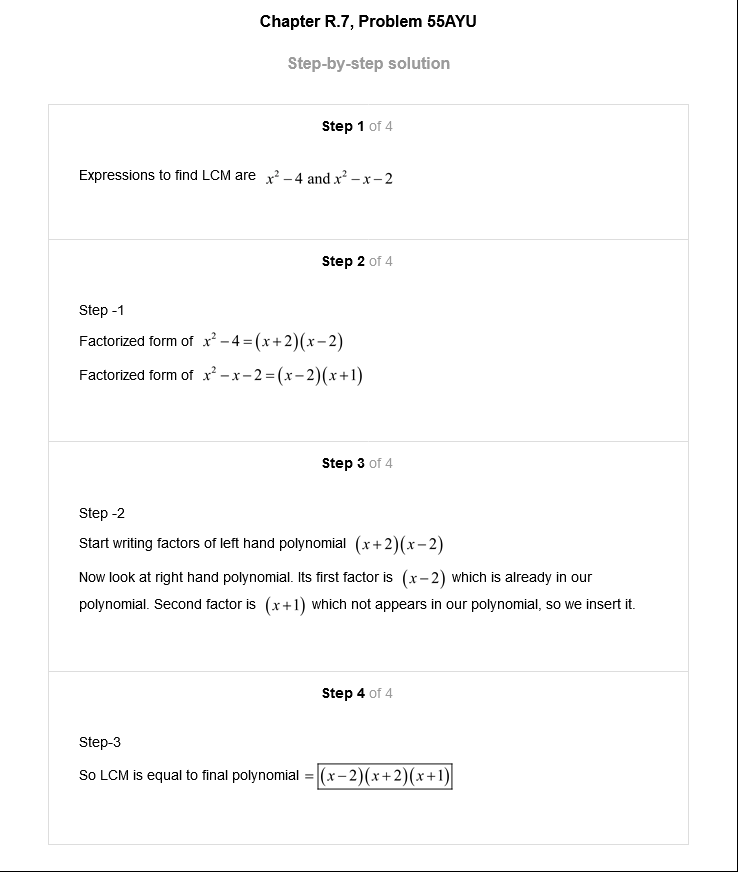 Chapter R.7, Problem 55AYU
Step-by-step solution
Step 1 of 4
Expressions to find LCM are x² – 4 and x² – x – 2
Step 2 of 4
Step -1
Factorized form of x² – 4 = (x + 2)(x – 2)
Factorized form of x² – x – 2 = (x – 2)(x + 1)
Step 3 of 4
Step -2
Start writing factors of left hand polynomial (x + 2)(x – 2)
Now look at right hand polynomial. Its first factor is (x – 2) which is already in our
polynomial. Second factor is (x + 1) which not appears in our polynomial, so we insert it.
Step 4 of 4
Step-3
So LCM is equal to final polynomial = (x – 2)(x + 2)(x + 1)